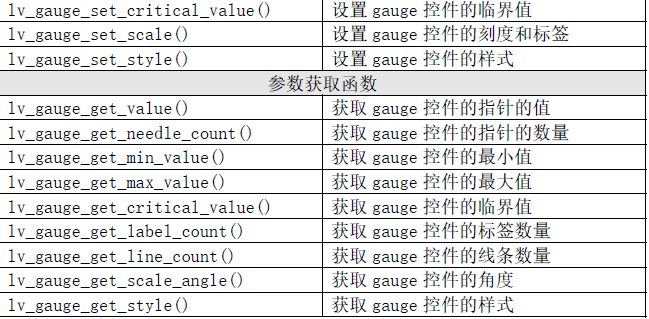 lv_gauge_set_critical_value() 设置 gauge 控件的临界值
lv_gauge_set_scale() 设置 gauge 控件的刻度和标签
lv_gauge_set_style() 设置 gauge 控件的样式
参数获取函数
lv_gauge_get_value() 获取 gauge 控件的指针的值
lv_gauge_get_needle_count() 获取 gauge 控件的指针的数量
lv_gauge_get_min_value() 获取 gauge 控件的最小值
lv_gauge_get_max_value() 获取 gauge 控件的最大值
lv_gauge_get_critical_value() 获取 gauge 控件的临界值
lv_gauge_get_label_count() 获取 gauge 控件的标签数量
lv_gauge_get_line_count() 获取 gauge 控件的线条数量
lv_gauge_get_scale_angle() 获取 gauge 控件的角度
lv_gauge_get_style() 获取 gauge 控件的样式